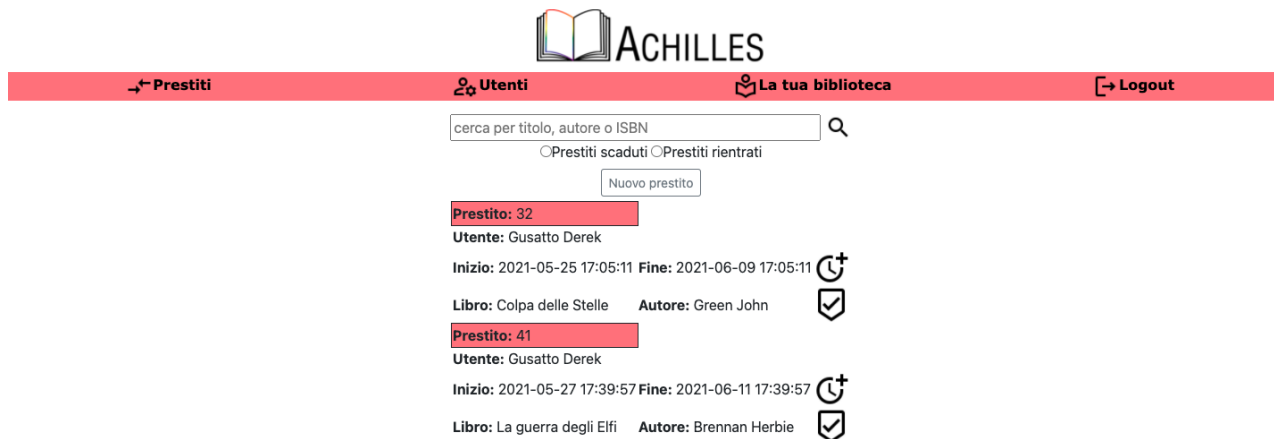 ACHILLES
Prestiti Utenti La tua biblioteca Logout
cerca per titolo, autore o ISBN
Prestiti scaduti Prestiti rientrati
Nuovo prestito
Prestito: 32
Utente: Gusatto Derek
Inizio: 2021-05-25 17:05:11 Fine: 2021-06-09 17:05:11
Libro: Colpa delle Stelle Autore: Green John
Prestito: 41
Utente: Gusatto Derek
Inizio: 2021-05-27 17:39:57 Fine: 2021-06-11 17:39:57
Libro: La guerra degli Elfi Autore: Brennan Herbie